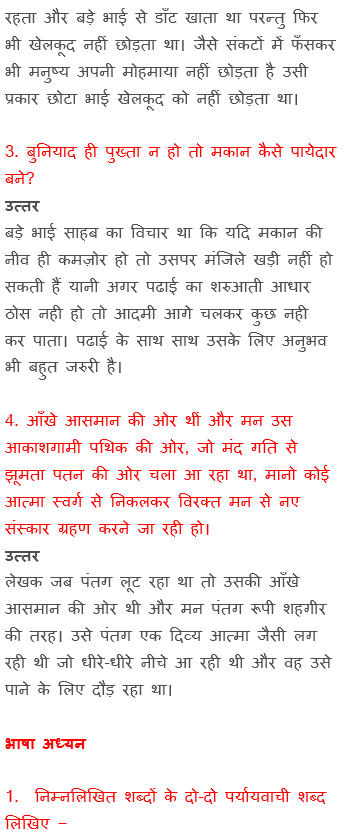 रहता और बड़े भाई से डाँट खाता था परन्तु फिर
भी खेलकूद नहीं छोड़ता था। जैसे संकटों में फँसकर
भी मनुष्य अपनी मोहमाया नहीं छोड़ता है उसी
प्रकार छोटा भाई खेलकूद को नहीं छोड़ता था।
3. बुनियाद ही पुख्ता न हो तो मकान कैसे पायेदार
बने?
उत्तर
बड़े भाई साहब का विचार था कि यदि मकान की
नीव ही कमज़ोर हो तो उसपर मंजिले खड़ी नहीं हो
सकती हैं यानी अगर पढाई का शरुआती आधार
ठोस नही हो तो आदमी आगे चलकर कुछ नही
कर पाता। पढाई के साथ साथ उसके लिए अनुभव
भी बहुत जरुरी है।
4. आँखे आसमान की ओर थीं और मन उस
आकाशगामी पथिक की ओर, जो मंद गति से
झूमता पतन की ओर चला आ रहा था, मानो कोई
आत्मा स्वर्ग से निकलकर विरक्त मन से नए
संस्कार ग्रहण करने जा रही हो।
उत्तर
लेखक जब पंतग लूट रहा था तो उसकी आँखे
आसमान की ओर थी और मन पंतग रूपी शहगीर
की तरह। उसे पंतग एक दिव्य आत्मा जैसी लग
रही थी जो धीरे-धीरे नीचे आ रही थी और वह उसे
पाने के लिए दौड़ रहा था।
भाषा अध्यन
1. निम्नलिखित शब्दों के दो-दो पर्यायवाची शब्द
लिखिए –